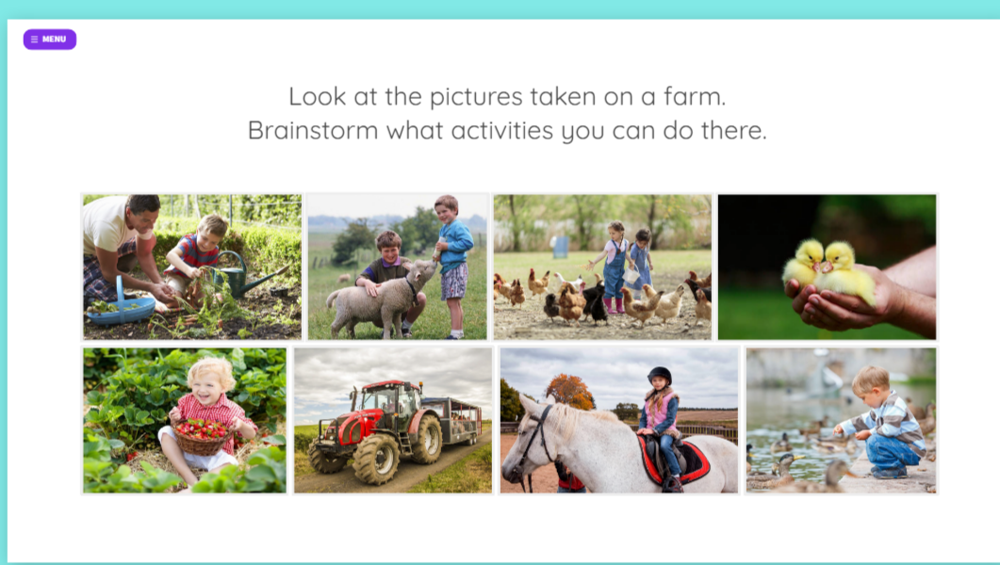 MENU
Look at the pictures taken on a farm.
Brainstorm what activities you can do there.